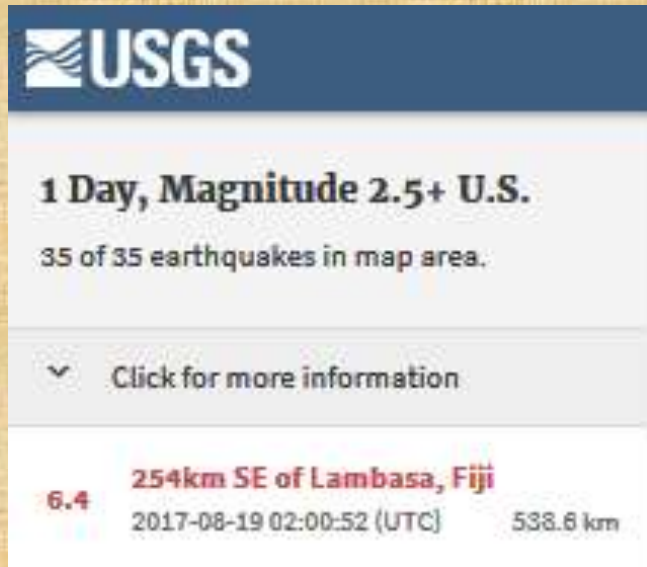 USGS
1 Day, Magnitude 2.5+ U.S.
35 of 35 earthquakes in map area.
Click for more information
6.4 254km SE of Lambasa, Fiji
2017-08-19 02:00:52 (UTC) 538.6 km